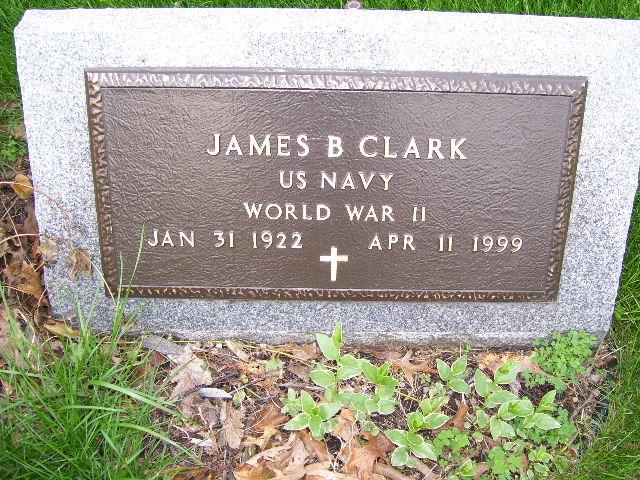 JAMES B CLARK
US NAVY
WORLD WAR II
JAN 31 1922 APR 11 1999